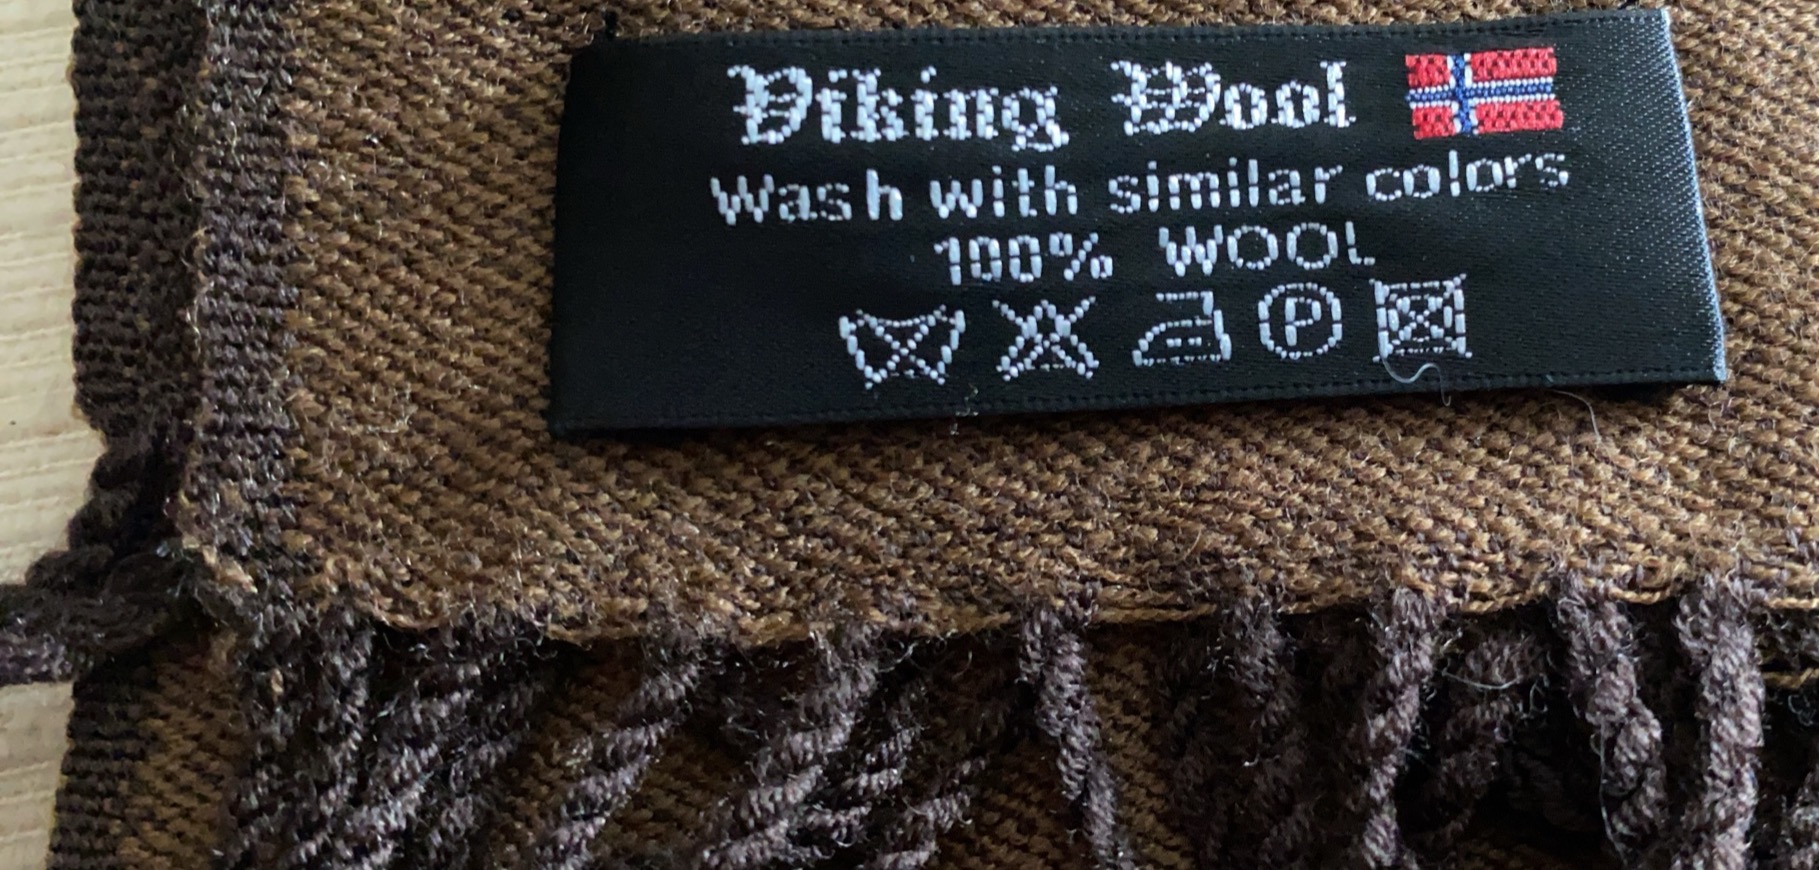 Viking Wool
Wash with similar colors
100% WOOL
P